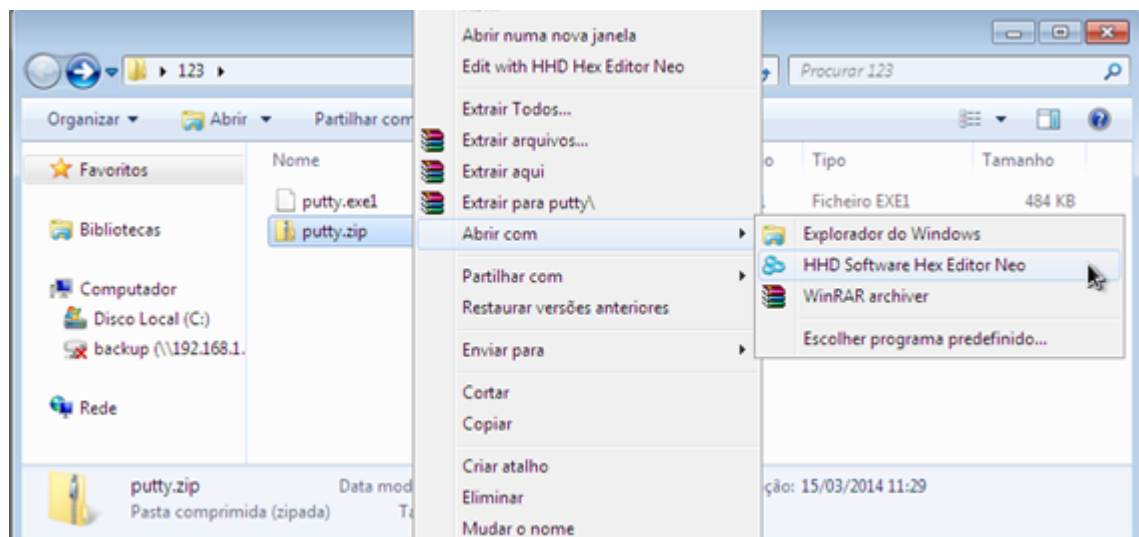 Abrir numa nova janela
Edit with HHD Hex Editor Neo
123
Procurar 123
Organizar
Abrir
Partilhar com
Extrair Todos...
Extrair arquivos...
Extrair aqui
Extrair para putty\
Abrir com
Partilhar com
Restaurar versões anteriores
Enviar para
Cortar
Copiar
Criar atalho
Eliminar
Mudar o nome
Favoritos
Bibliotecas
Computador
Disco Local (C:)
backup (\\192.168.1.
Rede
Nome
Tipo
Tamanho
putty.exe1
Ficheiro EXE1
484 KB
putty.zip
Explorador do Windows
HHD Software Hex Editor Neo
WinRAR archiver
Escolher programa predefinido...
putty.zip
Data mod
ção: 15/03/2014 11:29
Pasta comprimida (zipada)